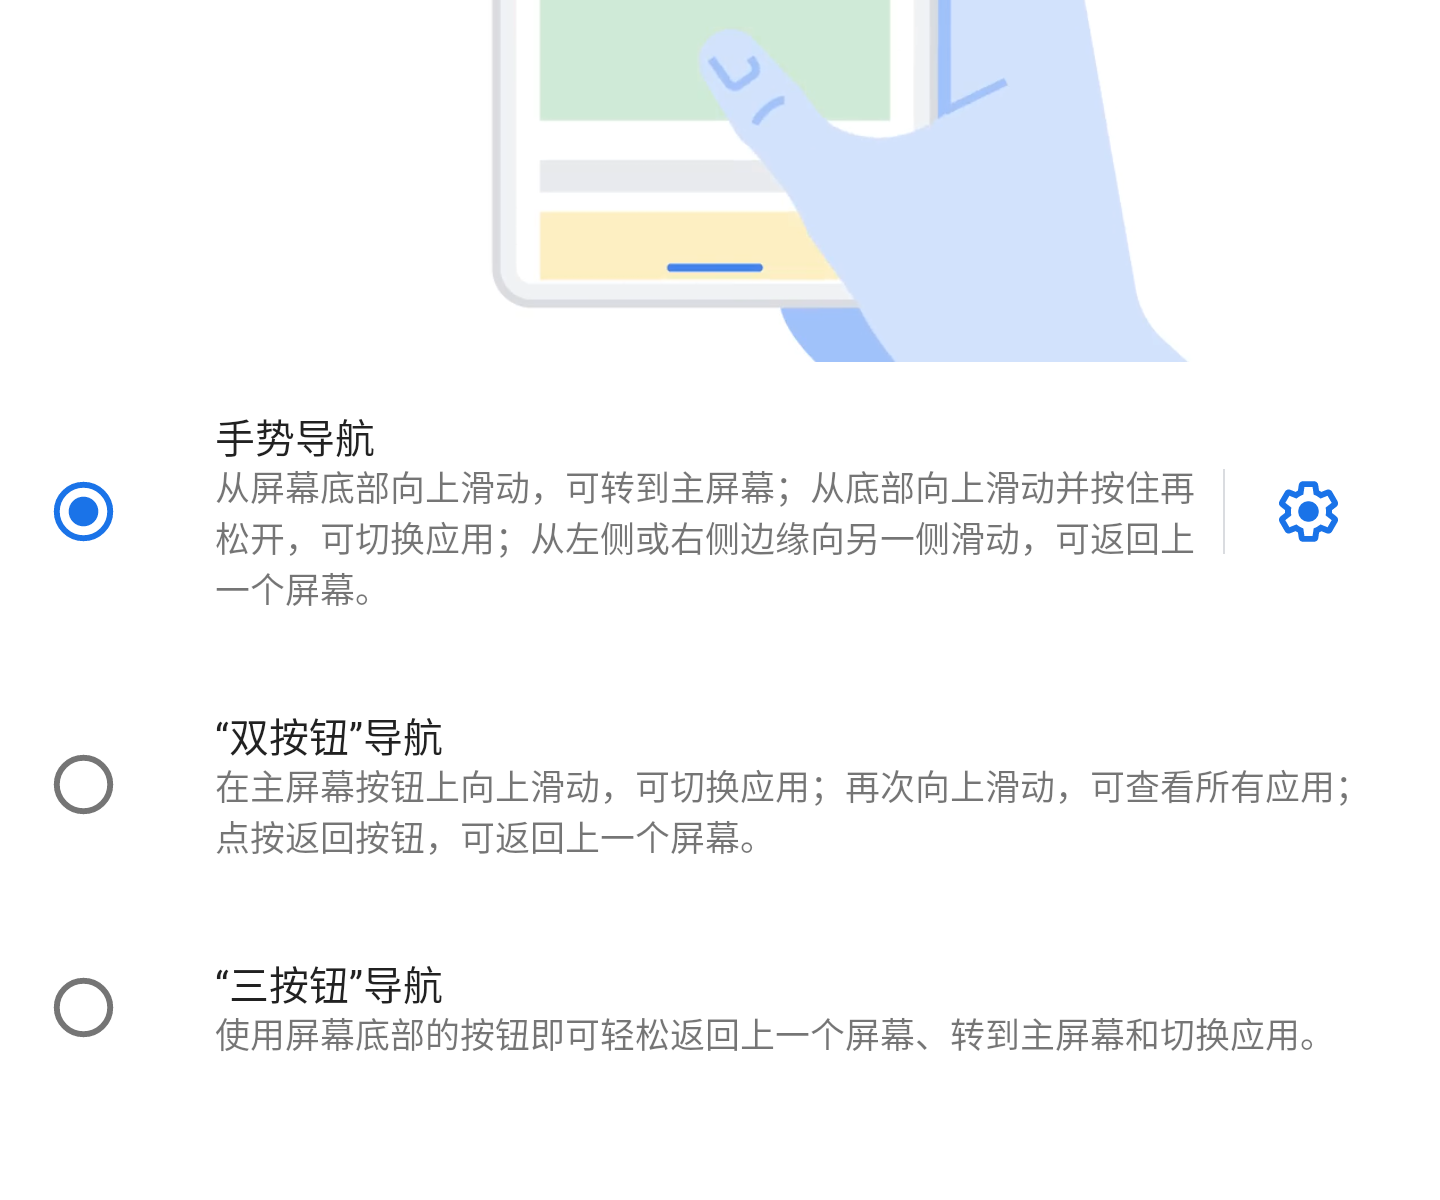 手势导航
从屏幕底部向上滑动，可转到主屏幕；从底部向上滑动并按住再
松开，可切换应用；从左侧或右侧边缘向另一侧滑动，可返回上
一个屏幕。
“双按钮”导航
在主屏幕按钮上向上滑动，可切换应用；再次向上滑动，可查看所有应用；
点按返回按钮，可返回上一个屏幕。
“三按钮”导航
使用屏幕底部的按钮即可轻松返回上一个屏幕、转到主屏幕和切换应用。